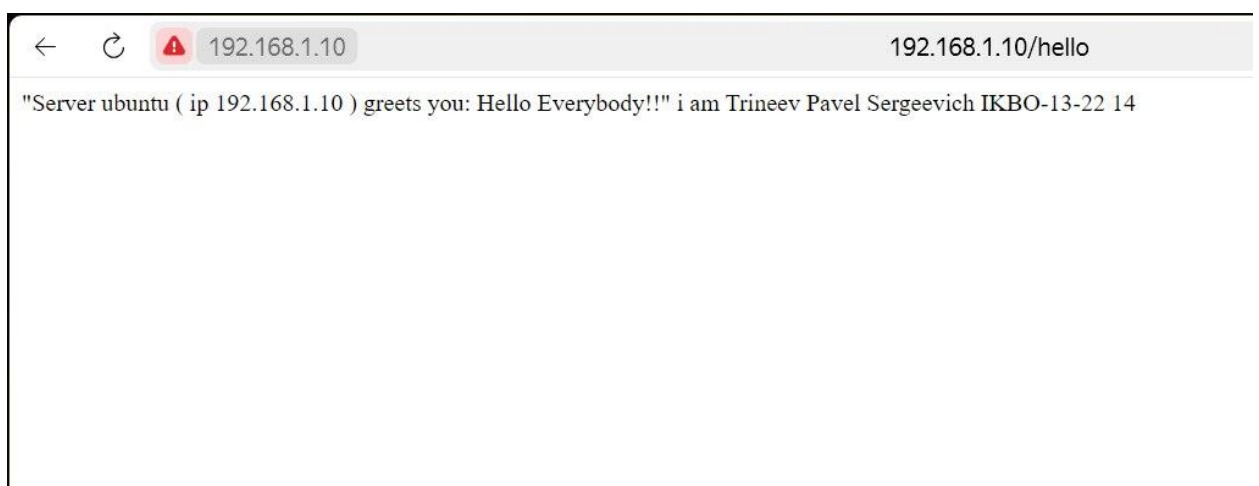 192.168.1.10 192.168.1.10/hello
"Server ubuntu ( ip 192.168.1.10 ) greets you: Hello Everybody!!" i am Trineev Pavel Sergeevich IKBO-13-22 14